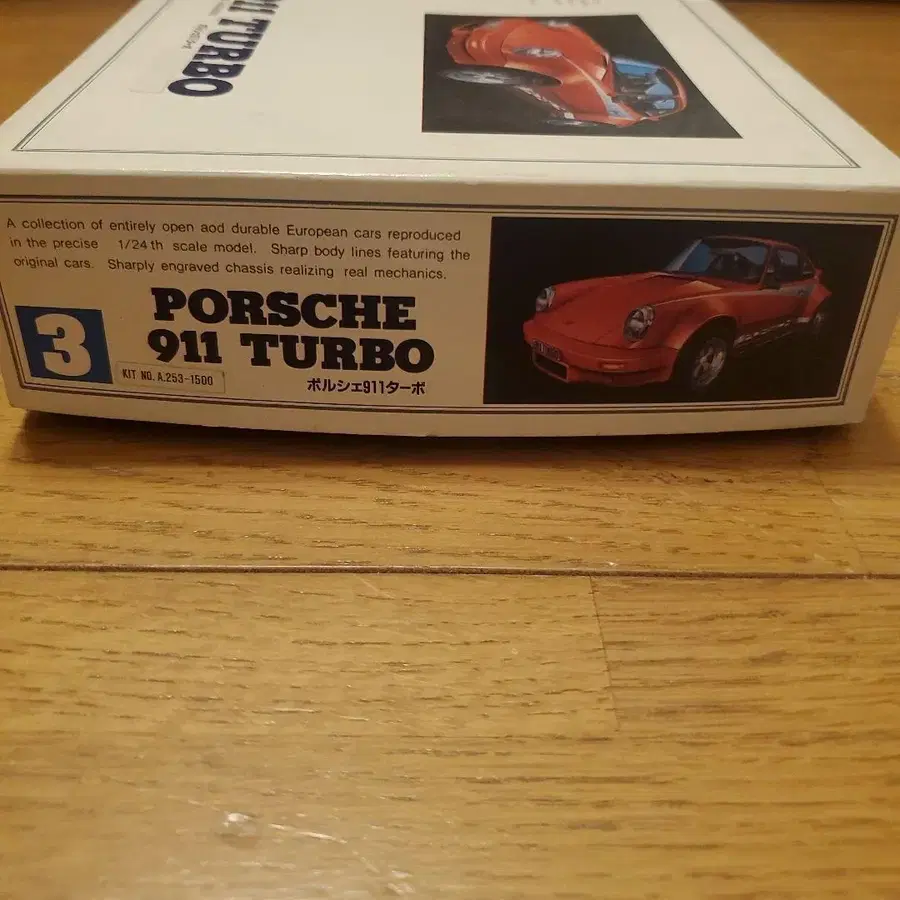 TURBO
A collection of entirely open aod durable European cars reproduced
in the precise 1/24th scale model. Sharp body lines featuring the
original cars. Sharply engraved chassis realizing real mechanics.
3
PORSCHE
911 TURBO
KIT NO. A.253-1500
ポルシェ911ターボ